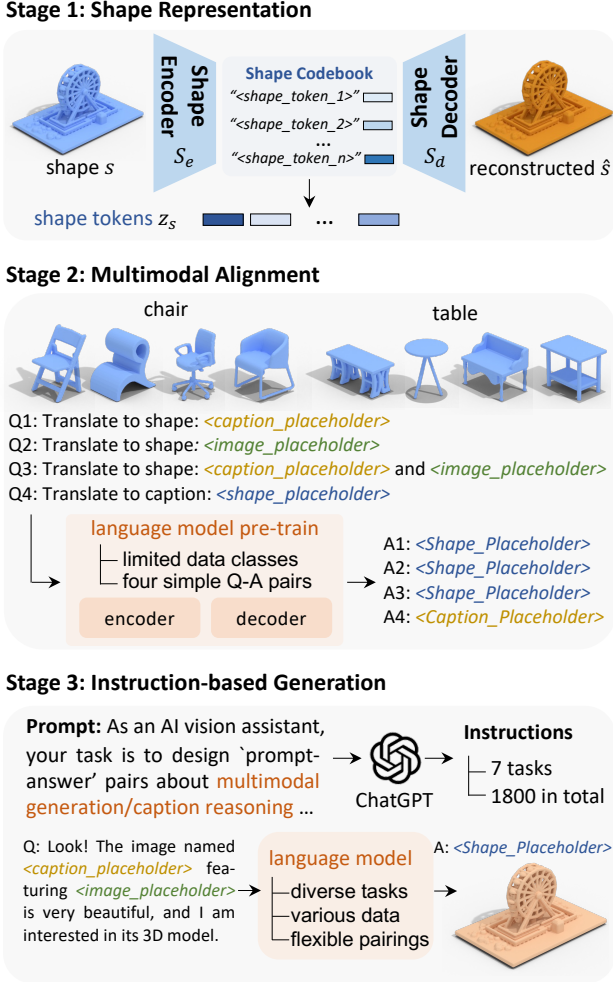 Stage 1: Shape Representation
Shape Encoder
S_e
shape s
Shape Codebook
“<shape_token_1>”
“<shape_token_2>”
...
“<shape_token_n>”
Shape Decoder
S_d
reconstructed ŝ
shape tokens z_s
...
Stage 2: Multimodal Alignment
chair
table
Q1: Translate to shape: <caption_placeholder>
Q2: Translate to shape: <image_placeholder>
Q3: Translate to shape: <caption_placeholder> and <image_placeholder>
Q4: Translate to caption: <shape_placeholder>
language model pre-train
limited data classes
four simple Q-A pairs
encoder
decoder
A1: <Shape_Placeholder>
A2: <Shape_Placeholder>
A3: <Shape_Placeholder>
A4: <Caption_Placeholder>
Stage 3: Instruction-based Generation
Prompt: As an AI vision assistant,
your task is to design `prompt-
answer’ pairs about multimodal
generation/caption reasoning ...
ChatGPT
Instructions
7 tasks
1800 in total
Q: Look! The image named
<caption_placeholder> fea-
turing <image_placeholder>
is very beautiful, and I am
interested in its 3D model.
language model
diverse tasks
various data
flexible pairings
A: <Shape_Placeholder>